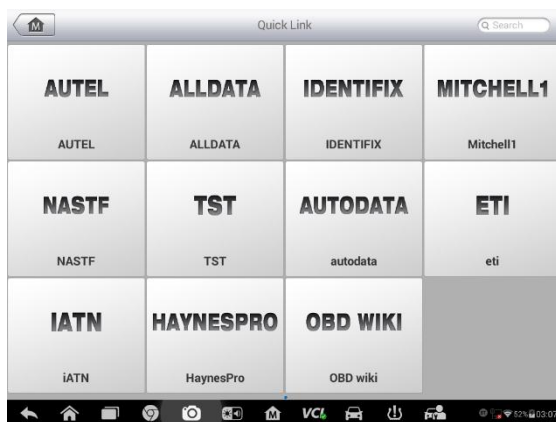 M
Quick Link
Search
AUTEL
ALLDATA
IDENTIFIX
MITCHELL1
AUTEL
ALLDATA
IDENTIFIX
Mitchell1
NASTF
TST
AUTODATA
ETI
NASTF
TST
autodata
eti
IATN
HAYNESPRO
OBD WIKI
iATN
HaynesPro
OBD wiki
M
VCI
52%
03:07